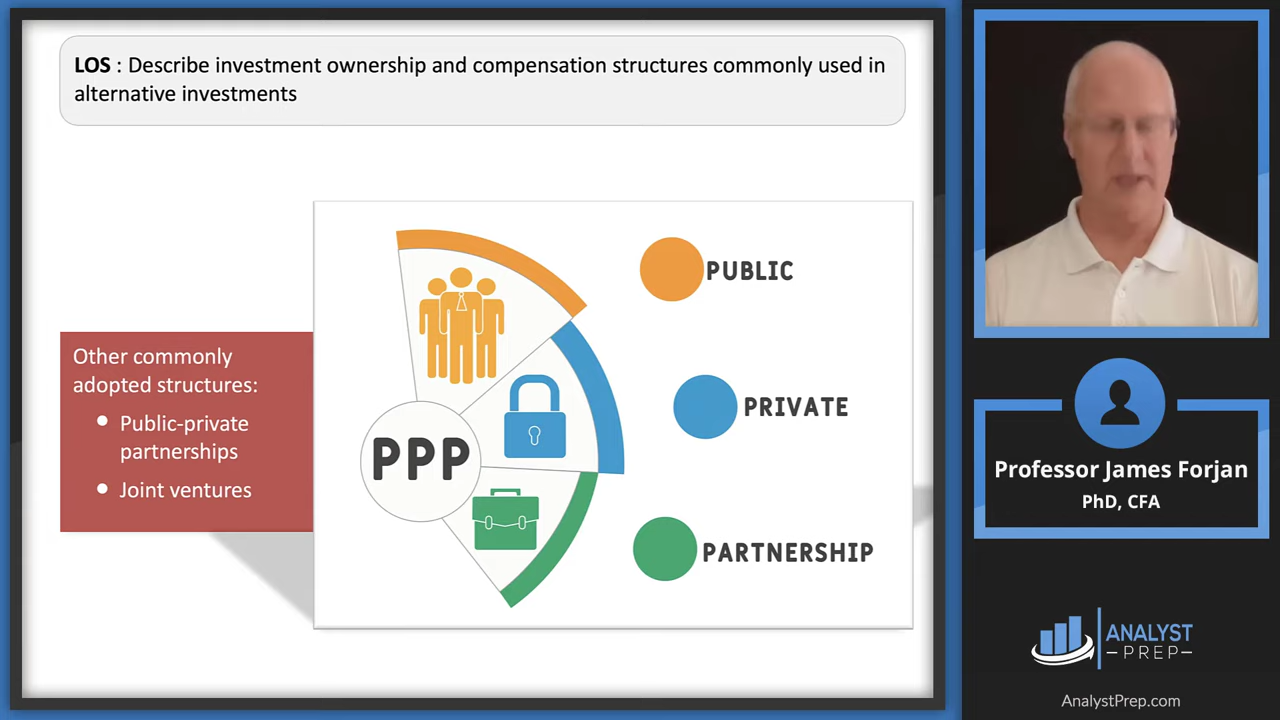 LOS : Describe investment ownership and compensation structures commonly used in
alternative investments
Other commonly
adopted structures:
Public-private
partnerships
Joint ventures
PPP
PUBLIC
PRIVATE
PARTNERSHIP
Professor James Forjan
PhD, CFA
ANALYST
PREP
AnalystPrep.com